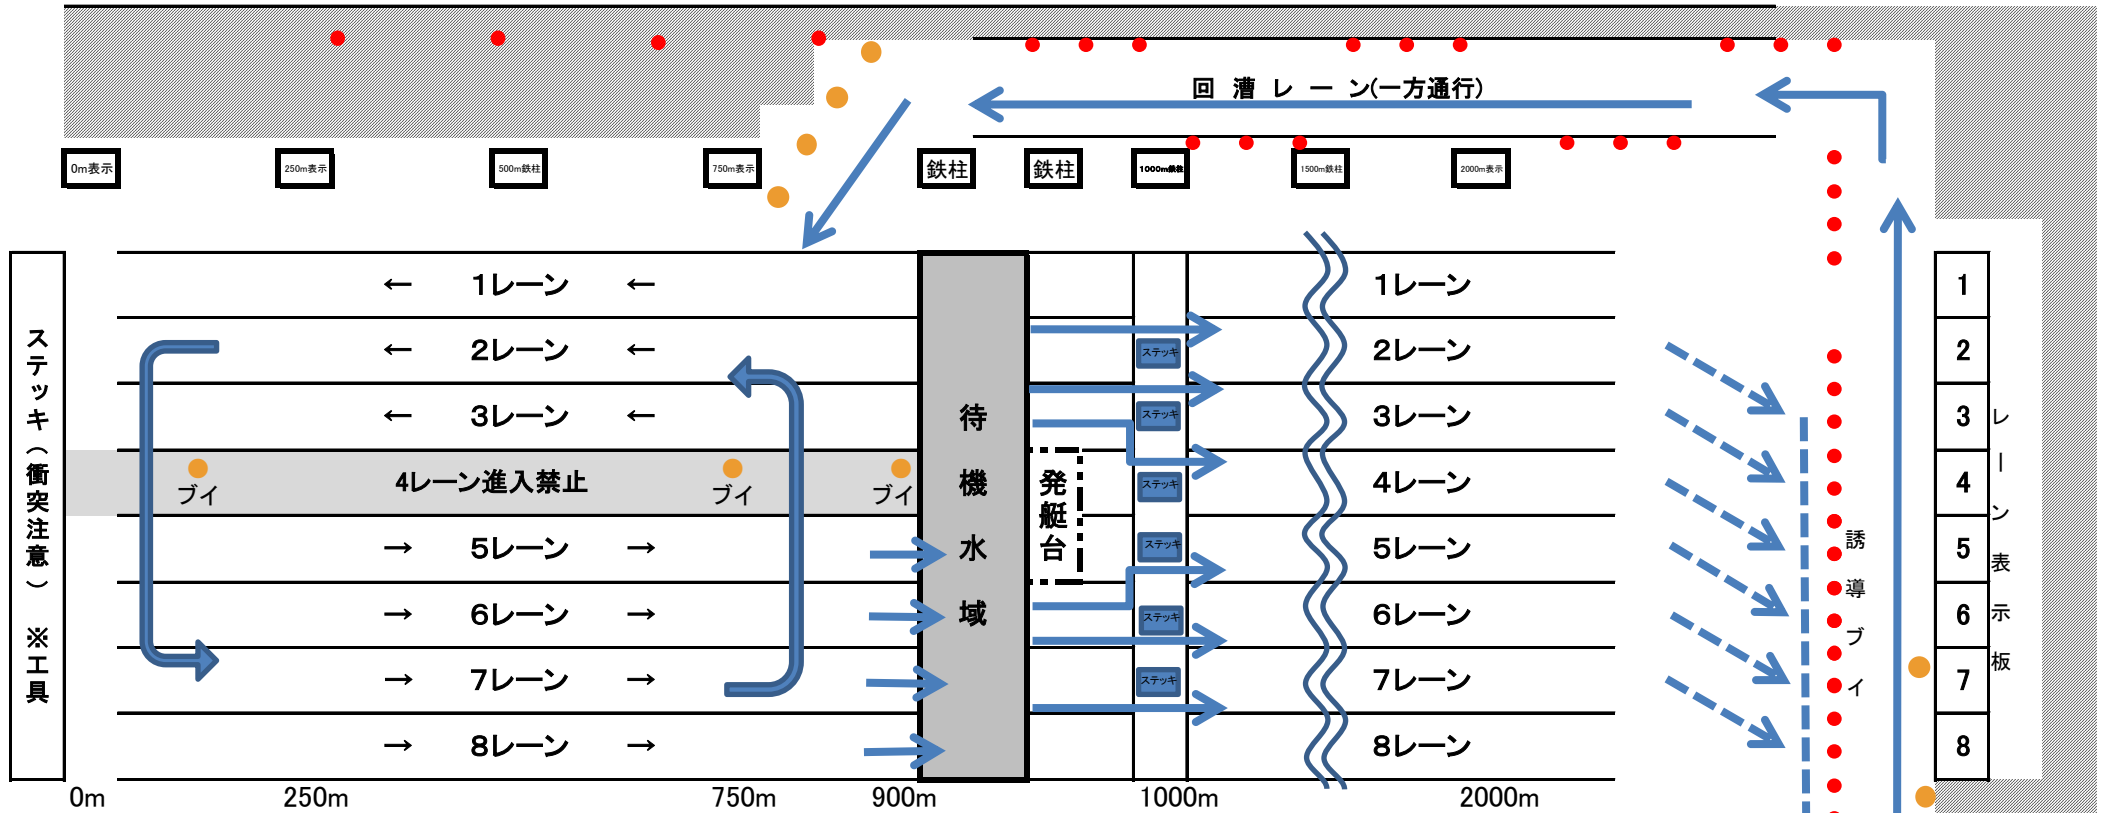 回 漕 レ ー ン(一方通行)
0m表示
250m表示
500m鉄柱
750m表示
鉄柱
鉄柱
1000m鉄柱
1500m鉄柱
2000m表示
ステッキ(衝突注意) ※工具
← 1レーン ←
← 2レーン ←
← 3レーン ←
ブイ
4レーン進入禁止
ブイ
ブイ
→ 5レーン →
→ 6レーン →
→ 7レーン →
→ 8レーン →
待機水域
発艇台
ステッキ
ステッキ
ステッキ
ステッキ
ステッキ
ステッキ
1レーン
2レーン
3レーン
4レーン
5レーン
6レーン
7レーン
8レーン
誘導ブイ
1
2
3
4
5
6
7
8
レーン表示板
0m
250m
750m
900m
1000m
2000m